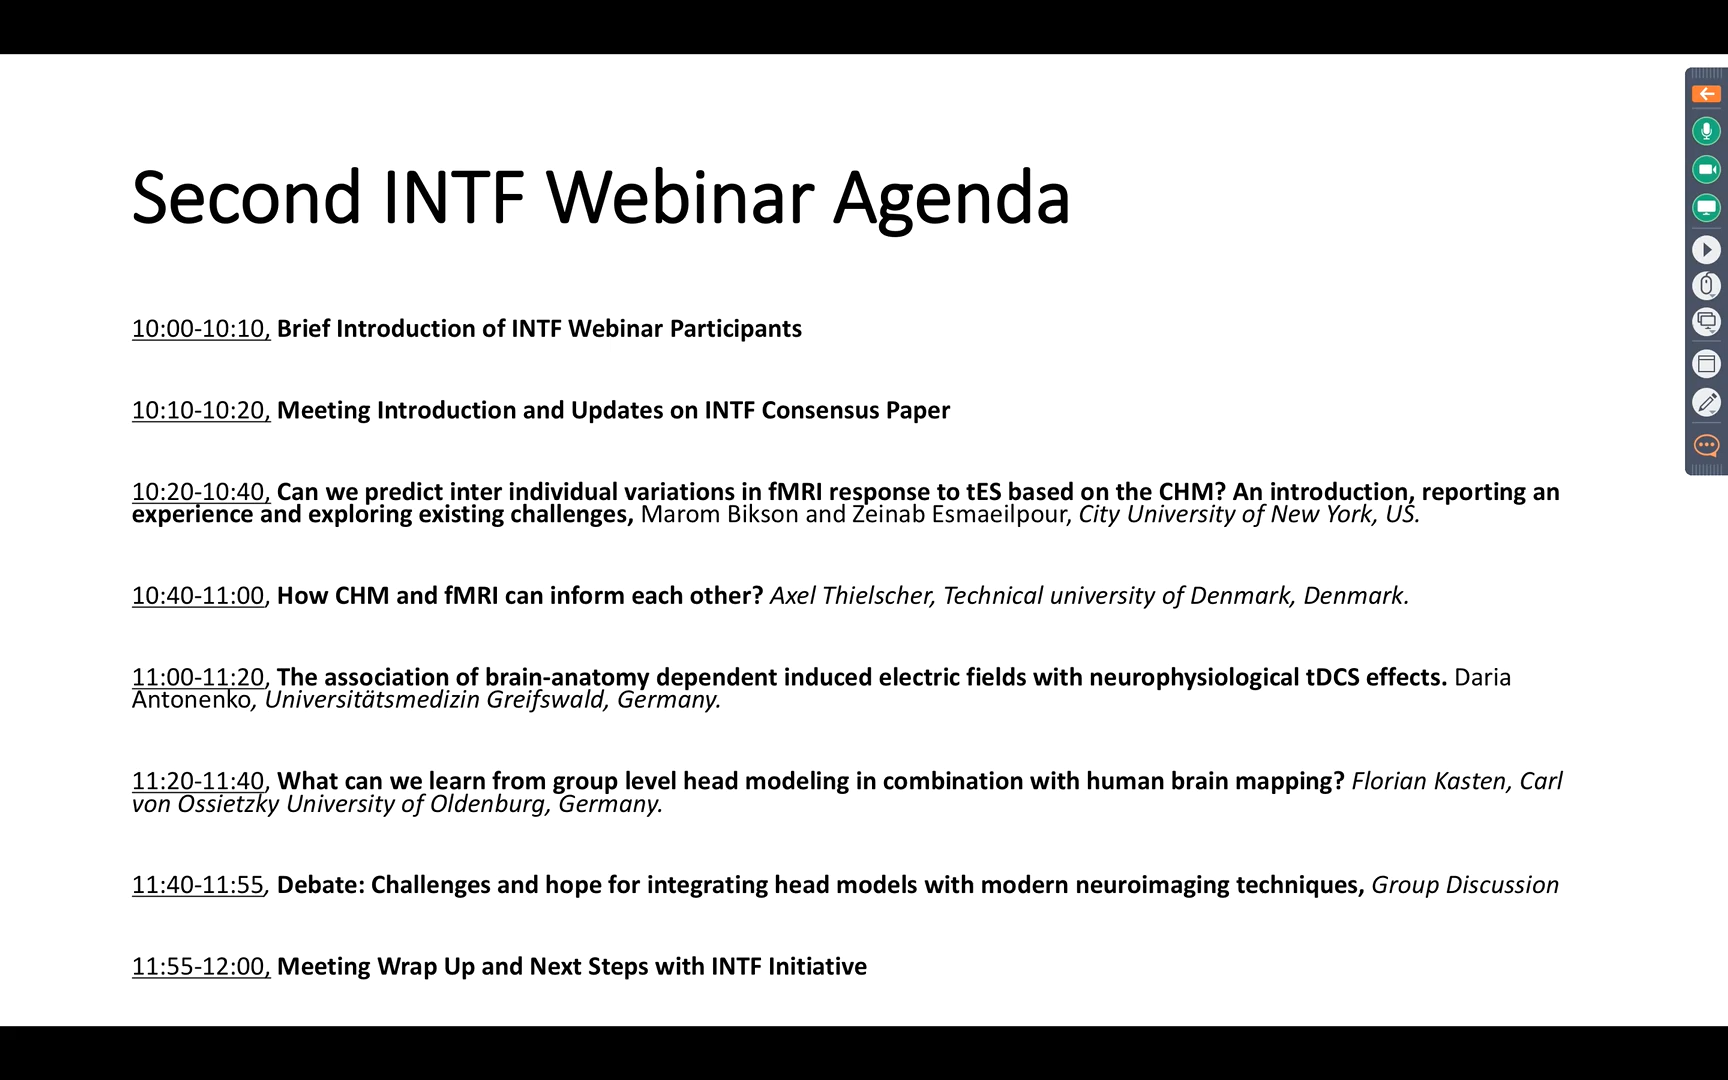 Second INTF Webinar Agenda
10:00-10:10, Brief Introduction of INTF Webinar Participants
10:10-10:20, Meeting Introduction and Updates on INTF Consensus Paper
10:20-10:40, Can we predict inter individual variations in fMRI response to tES based on the CHM? An introduction, reporting an
experience and exploring existing challenges, Marom Bikson and Zeinab Esmaeilpour, City University of New York, US.
10:40-11:00, How CHM and fMRI can inform each other? Axel Thielscher, Technical university of Denmark, Denmark.
11:00-11:20, The association of brain-anatomy dependent induced electric fields with neurophysiological tDCS effects. Daria
Antonenko, Universitätsmedizin Greifswald, Germany.
11:20-11:40, What can we learn from group level head modeling in combination with human brain mapping? Florian Kasten, Carl
von Ossietzky University of Oldenburg, Germany.
11:40-11:55, Debate: Challenges and hope for integrating head models with modern neuroimaging techniques, Group Discussion
11:55-12:00, Meeting Wrap Up and Next Steps with INTF Initiative